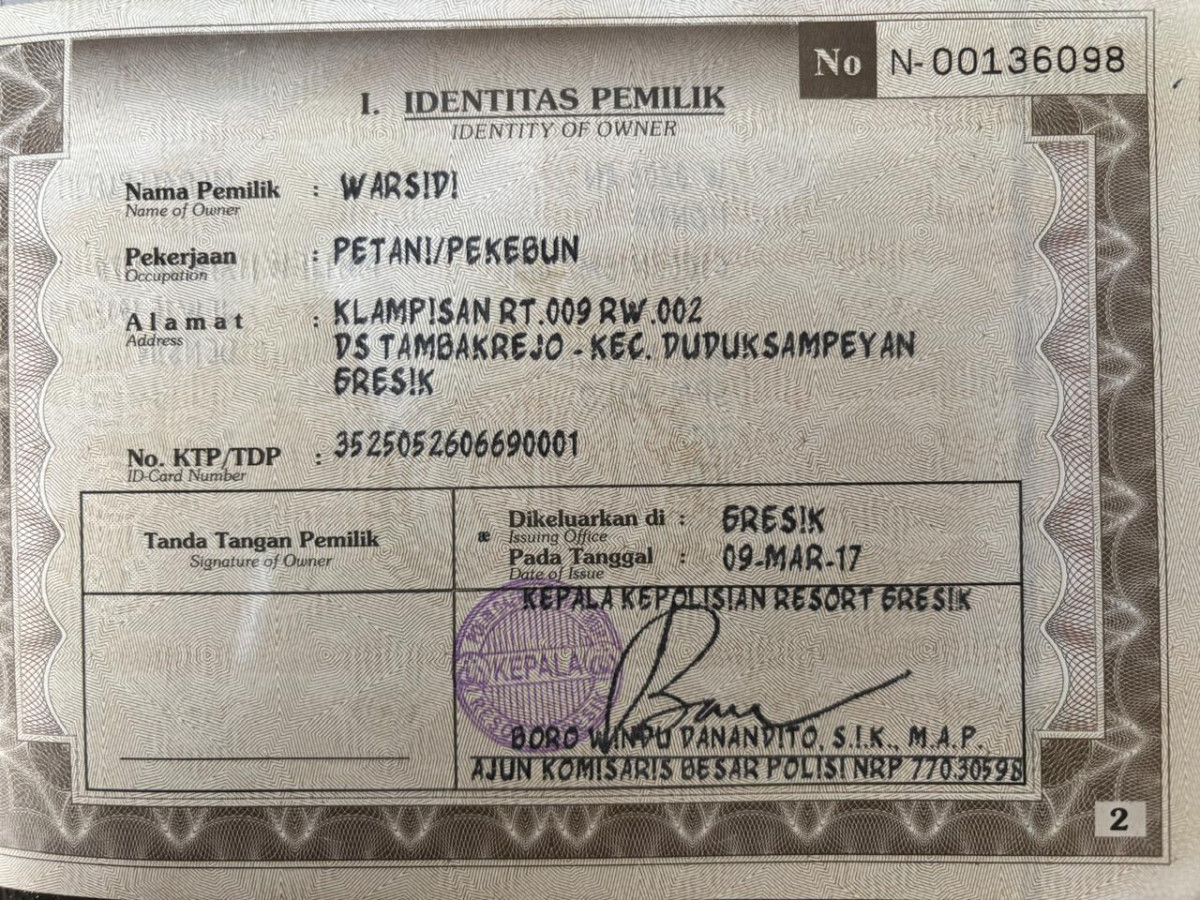 No N-00136098
I. IDENTITAS PEMILIK
IDENTITY OF OWNER
Nama Pemilik : WARSIDI
Name of Owner
Pekerjaan : PETANI/PEKEBUN
Occupation
Alamat : KLAMPISAN RT.009 RW.002
Address
DS TAMBAKREJO - KEC. DUDUKSAMPEYAN
GRESIK
No. KTP/TDP : 3525052606690001
ID-Card Number
Tanda Tangan Pemilik
Signature of Owner
Dikeluarkan di : GRESIK
Issuing Office
Pada Tanggal : 09-MAR-17
Date of Issue
KEPALA KEPOLISIAN RESORT GRESIK
KEPALA
BORO WINDU DANANDITO, S.I.K., M.A.P.
AJUN KOMISARIS BESAR POLISI NRP 77030598
2